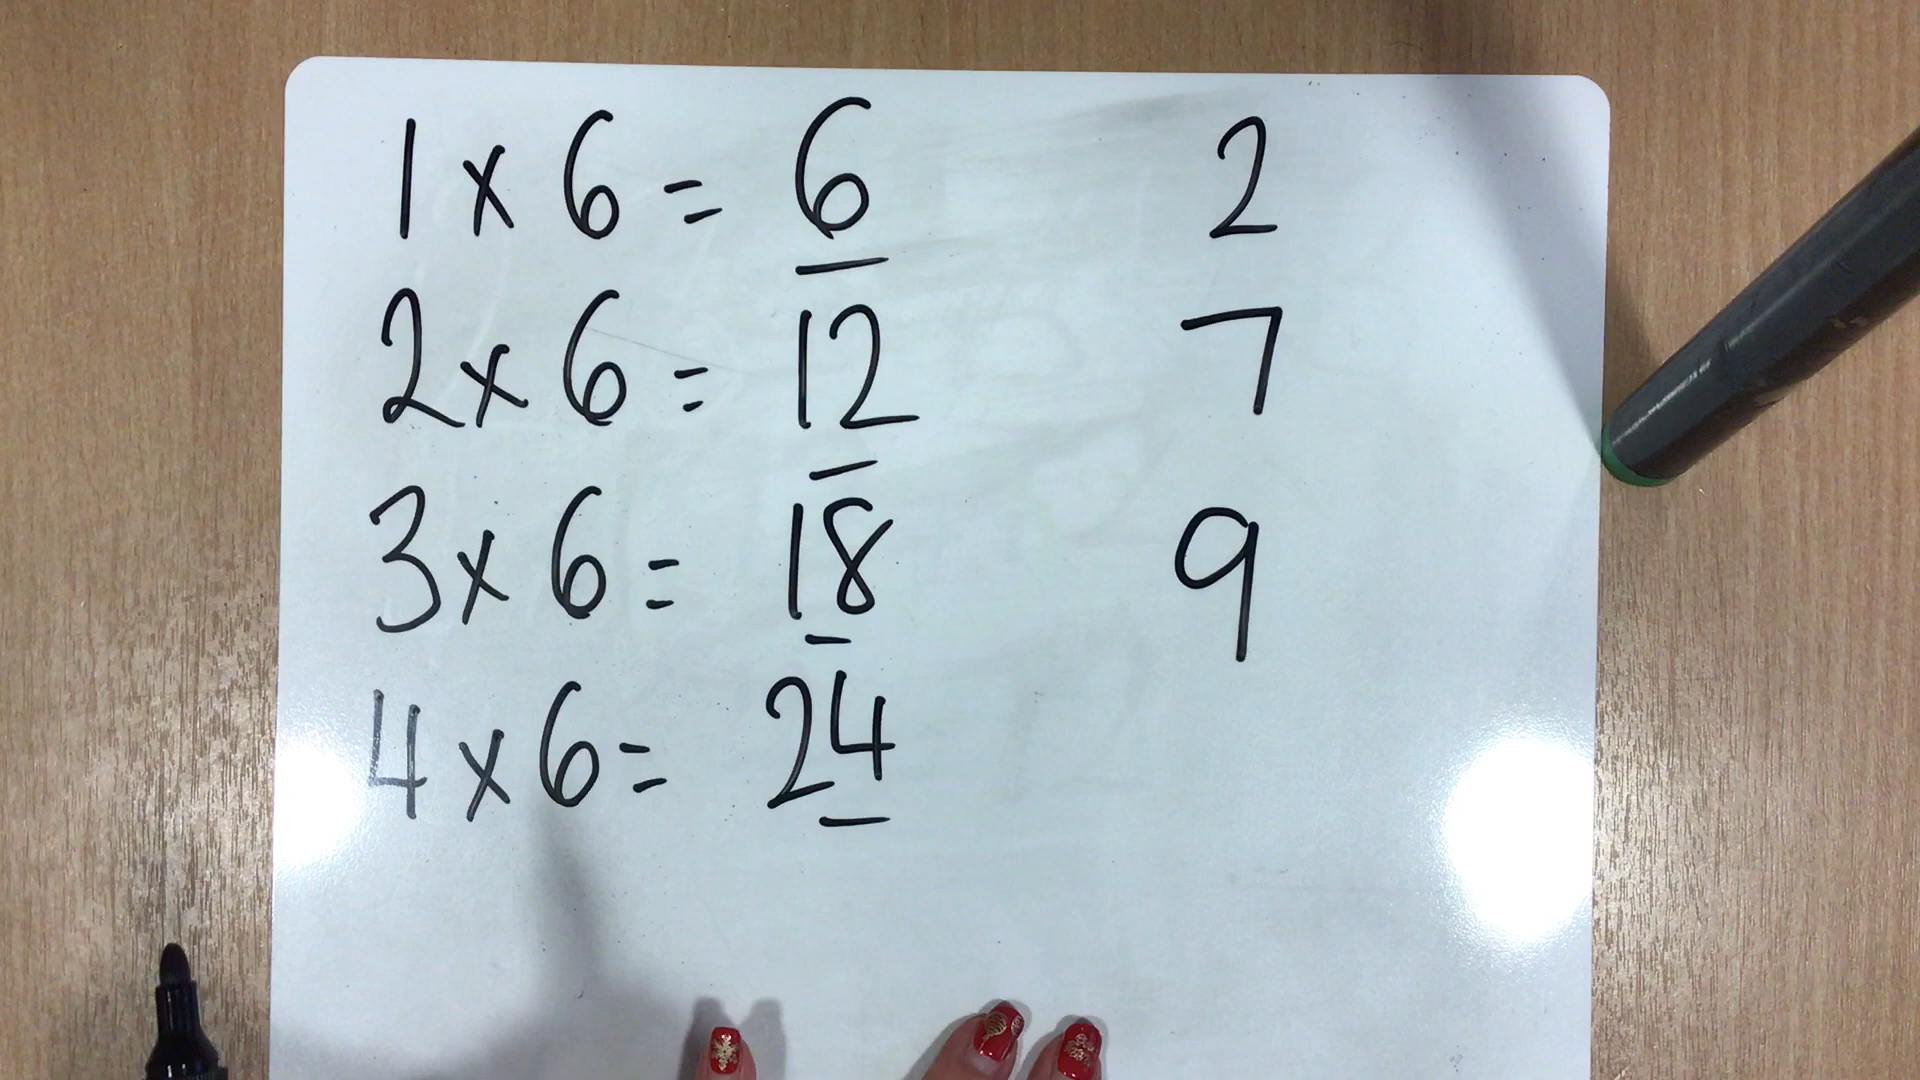 1 x 6 = 6 2
2 x 6 = 12 7
3 x 6 = 18 9
4 x 6 = 24